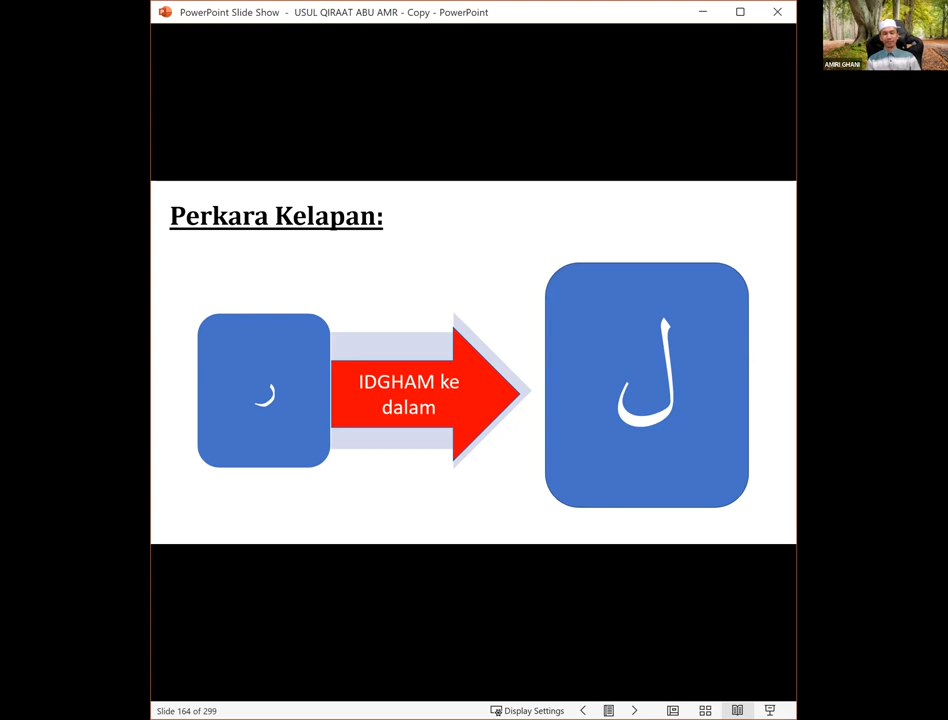 PowerPoint Slide Show - USUL QIRAAT ABU AMR - Copy - PowerPoint
AMIRI GHANI
Perkara Kelapan:
ر
IDGHAM ke
dalam
ل
Slide 164 of 299
Display Settings